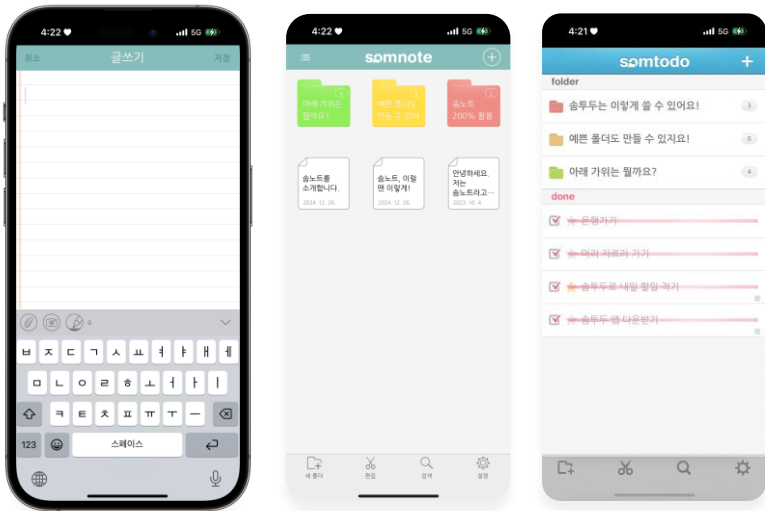 4:22
5G
취소
글쓰기
저장
ㅂ ㅈ ㄷ ㄱ ㅅ ㅛ ㅕ ㅑ ㅐ ㅔ
ㅁ ㄴ ㅇ ㄹ ㅎ ㅗ ㅓ ㅏ ㅣ
ㅋ ㅌ ㅊ ㅍ ㅠ ㅜ ㅡ
123
스페이스
4:22
5G
somnote
4
아래 가위는
뭘까요?
예쁜 폴더도
만들 수 있어
2
솜노트
200% 활용
솜노트를
소개합니다.
2024. 12. 26.
솜노트, 이럴
땐 이렇게!
2024. 12. 26.
안녕하세요.
저는
솜노트라고…
2023. 10. 4.
새 폴더
편집
검색
설정
4:21
5G
somtodo
folder
솜투두는 이렇게 쓸 수 있어요!
3
예쁜 폴더도 만들 수 있지요!
0
아래 가위는 뭘까요?
4
done
은행가기
머리 자르러 가기
솜투두로 내일 할일 적기
솜투두 앱 다운받기